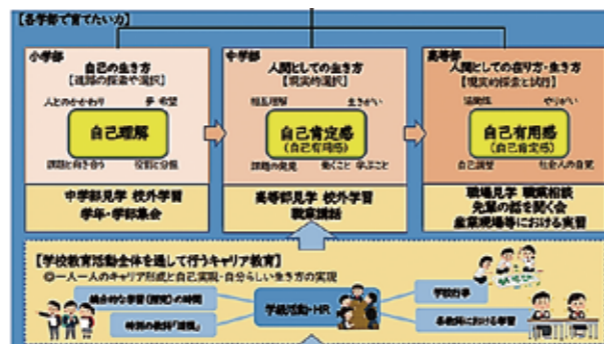 【各学部で育てたい力】
小学部
自己の生き方
【進路の探索や選択】
人とのかかわり 夢 希望
自己理解
課題と向き合う 役割と分担
中学部見学 校外学習
学年・学部集会
中学部
人間としての生き方
【現実的選択】
相互理解 生きがい
自己肯定感
(自己有用感)
課題の発見 働くこと 学ぶこと
高等部見学 校外学習
職業講話
高等部
人間としての在り方・生き方
【現実的探索と試行】
協働性 やりがい
自己有用感
(自己肯定感)
自己調整 社会人の自覚
職場見学 職業相談
先輩の話を聞く会
産業現場等における実習
【学校教育活動全体を通して行うキャリア教育】
◎一人一人のキャリア形成と自己実現・自分らしい生き方の実現
総合的な学習(探究)の時間
特別の教科「道徳」
学級活動・HR
学校行事
各教科における学習